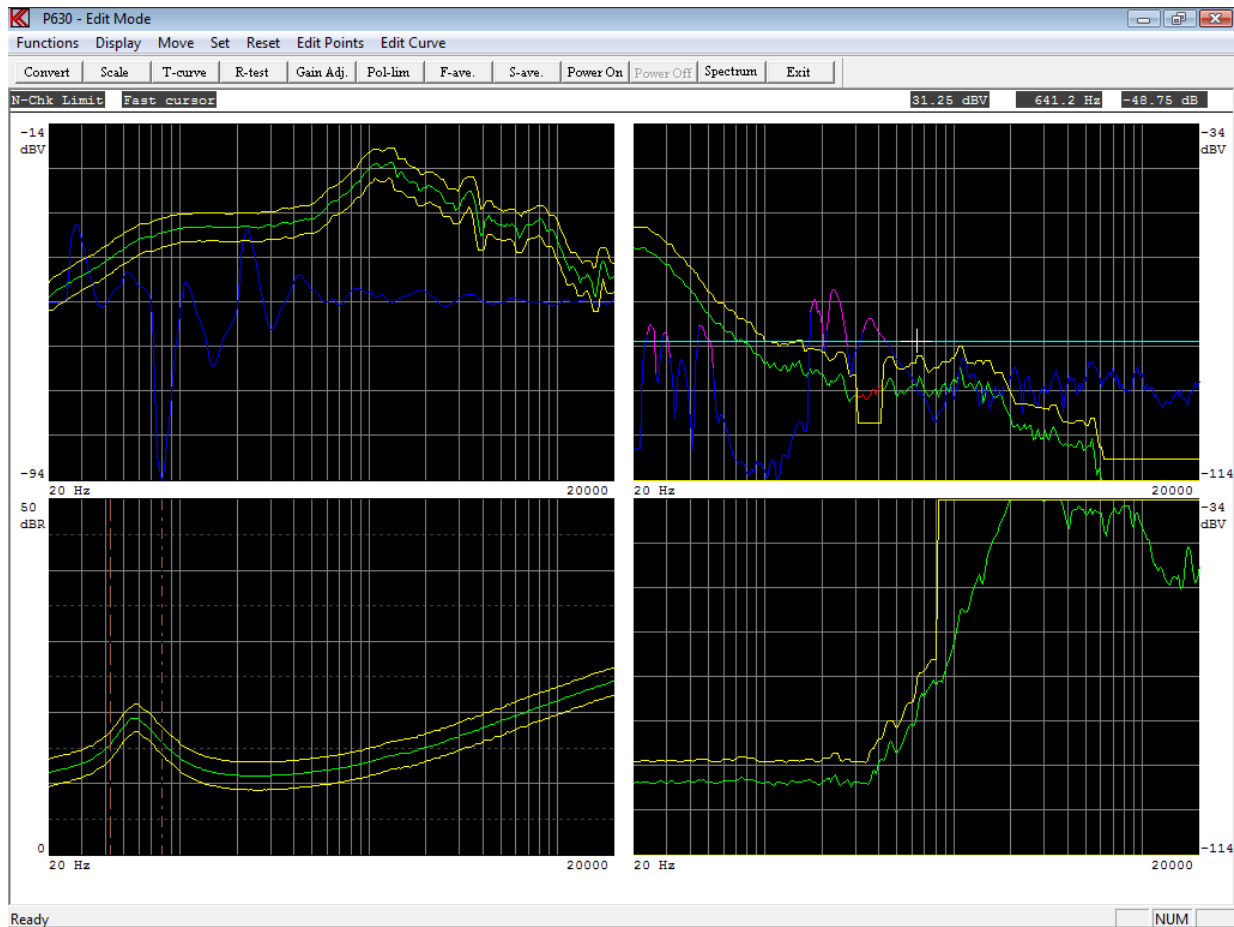 P630 - Edit Mode
Functions Display Move Set Reset Edit Points Edit Curve
Convert Scale T-curve R-test Gain Adj. Pol-lim F-ave. S-ave. Power On Power Off Spectrum Exit
N-Chk Limit Fast cursor 31.25 dBV 641.2 Hz -48.75 dB
-14
dBV
-94
20 Hz 20000
-34
dBV
-114
20 Hz 20000
50
dBR
0
20 Hz 20000
-34
dBV
-114
20 Hz 20000
Ready NUM